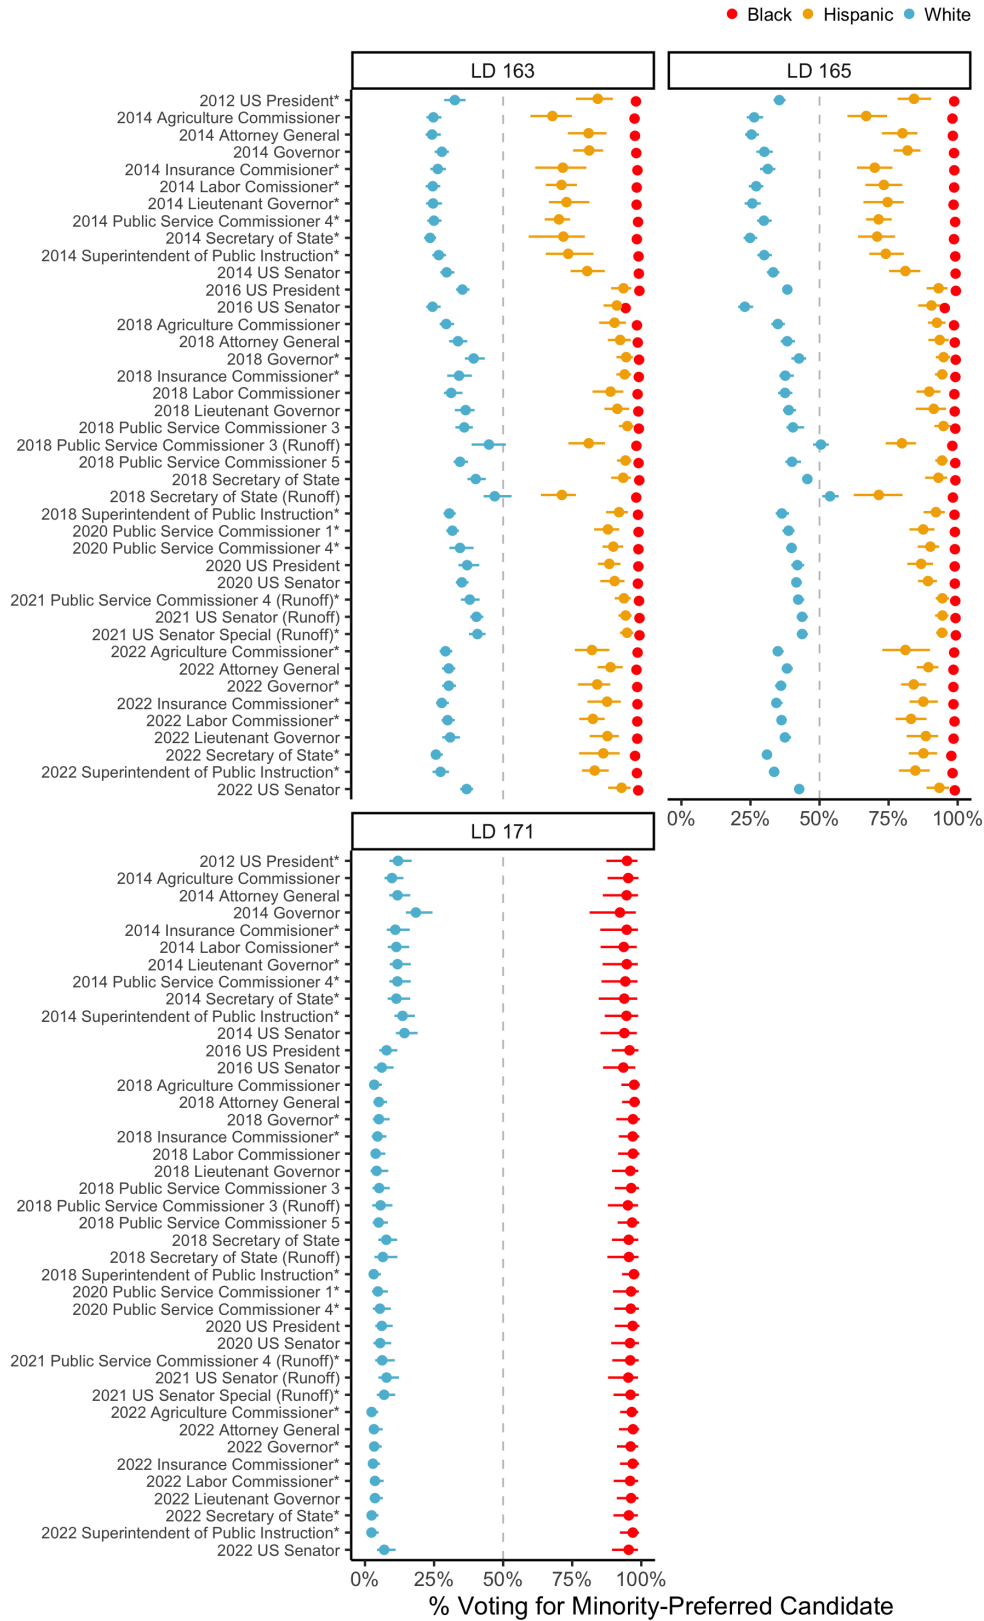 Black Hispanic White
LD 163
LD 165
2012 US President*
2014 Agriculture Commissioner
2014 Attorney General
2014 Governor
2014 Insurance Commisioner*
2014 Labor Comissioner*
2014 Lieutenant Governor*
2014 Public Service Commissioner 4*
2014 Secretary of State*
2014 Superintendent of Public Instruction*
2014 US Senator
2016 US President
2016 US Senator
2018 Agriculture Commissioner
2018 Attorney General
2018 Governor*
2018 Insurance Commissioner*
2018 Labor Commissioner
2018 Lieutenant Governor
2018 Public Service Commissioner 3
2018 Public Service Commissioner 3 (Runoff)
2018 Public Service Commissioner 5
2018 Secretary of State
2018 Secretary of State (Runoff)
2018 Superintendent of Public Instruction*
2020 Public Service Commissioner 1*
2020 Public Service Commissioner 4*
2020 US President
2020 US Senator
2021 Public Service Commissioner 4 (Runoff)*
2021 US Senator (Runoff)
2021 US Senator Special (Runoff)*
2022 Agriculture Commissioner*
2022 Attorney General
2022 Governor*
2022 Insurance Commissioner*
2022 Labor Commissioner*
2022 Lieutenant Governor
2022 Secretary of State*
2022 Superintendent of Public Instruction*
2022 US Senator
0% 25% 50% 75% 100%
LD 171
2012 US President*
2014 Agriculture Commissioner
2014 Attorney General
2014 Governor
2014 Insurance Commisioner*
2014 Labor Comissioner*
2014 Lieutenant Governor*
2014 Public Service Commissioner 4*
2014 Secretary of State*
2014 Superintendent of Public Instruction*
2014 US Senator
2016 US President
2016 US Senator
2018 Agriculture Commissioner
2018 Attorney General
2018 Governor*
2018 Insurance Commissioner*
2018 Labor Commissioner
2018 Lieutenant Governor
2018 Public Service Commissioner 3
2018 Public Service Commissioner 3 (Runoff)
2018 Public Service Commissioner 5
2018 Secretary of State
2018 Secretary of State (Runoff)
2018 Superintendent of Public Instruction*
2020 Public Service Commissioner 1*
2020 Public Service Commissioner 4*
2020 US President
2020 US Senator
2021 Public Service Commissioner 4 (Runoff)*
2021 US Senator (Runoff)
2021 US Senator Special (Runoff)*
2022 Agriculture Commissioner*
2022 Attorney General
2022 Governor*
2022 Insurance Commissioner*
2022 Labor Commissioner*
2022 Lieutenant Governor
2022 Secretary of State*
2022 Superintendent of Public Instruction*
2022 US Senator
0% 25% 50% 75% 100%
% Voting for Minority-Preferred Candidate